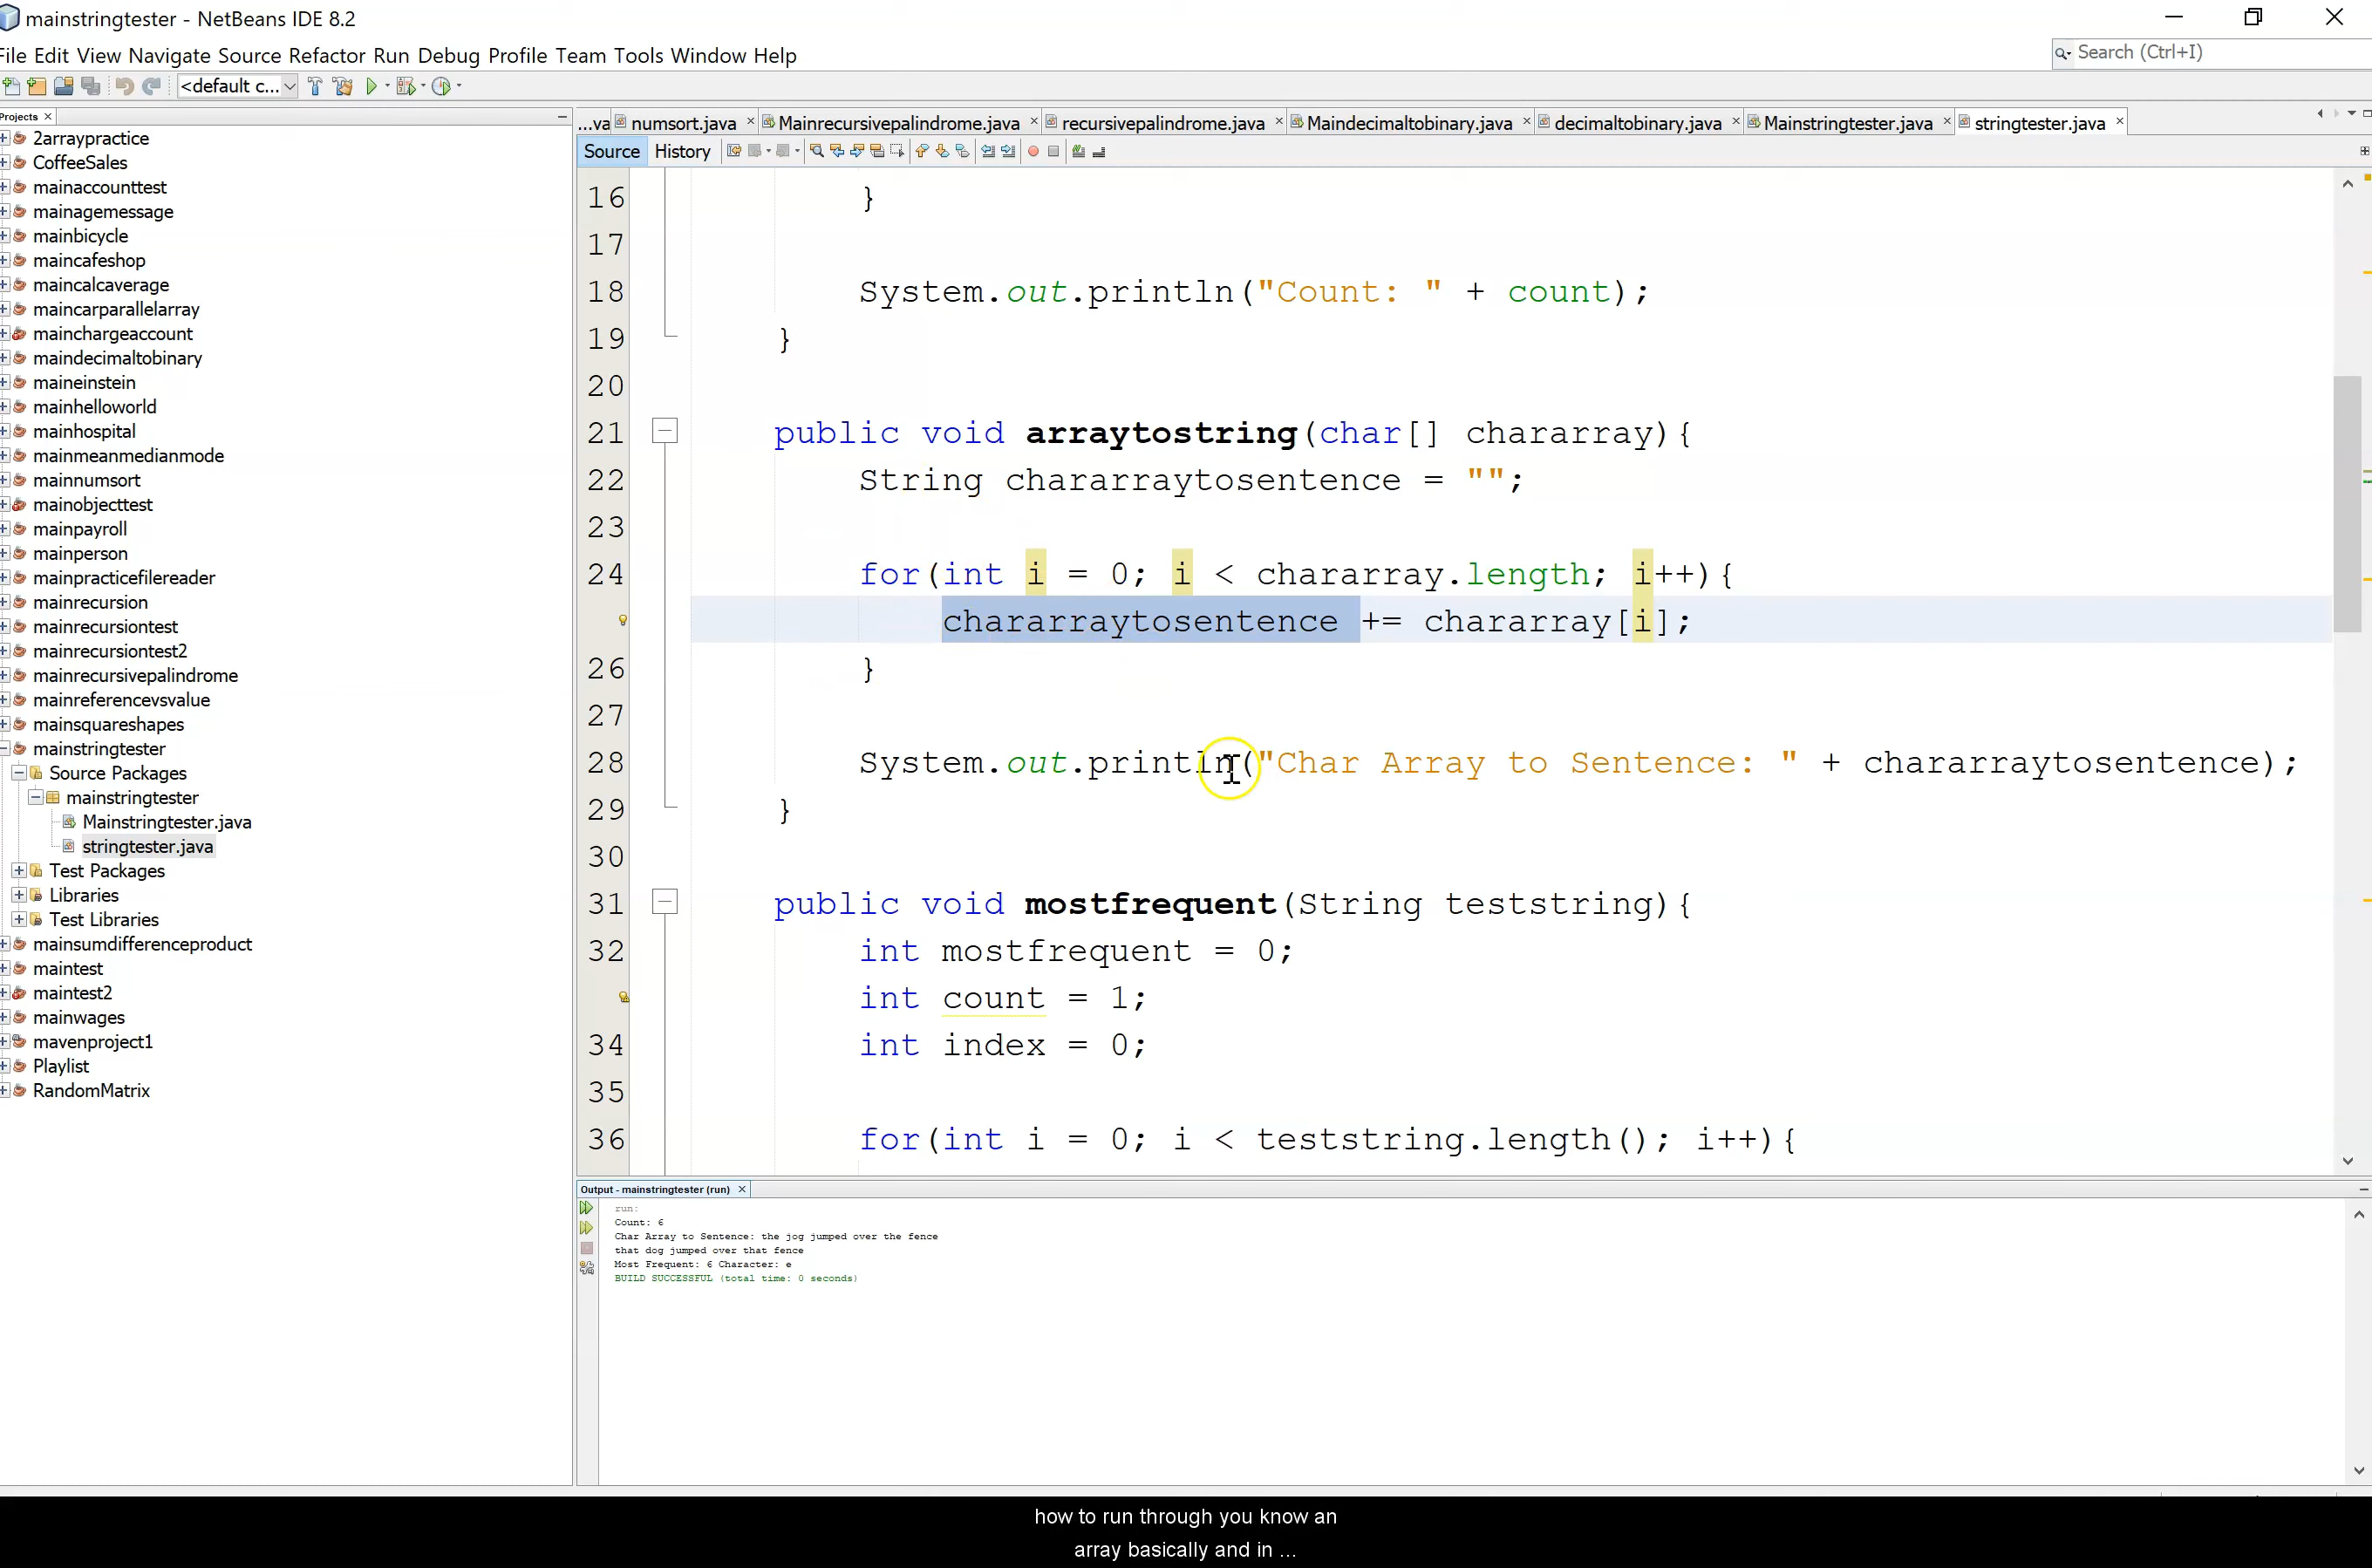 mainstringtester - NetBeans IDE 8.2
File Edit View Navigate Source Refactor Run Debug Profile Team Tools Window Help
Search (Ctrl+I)
<default c...
Projects
2arraypractice
CoffeeSales
mainaccounttest
mainagemessage
mainbicycle
maincafeshop
maincalcaverage
maincarparallelarray
mainchargeaccount
maindecimaltobinary
maineinstein
mainhelloworld
mainhospital
mainmeanmedianmode
mainnumsort
mainobjecttest
mainpayroll
mainperson
mainpracticefilereader
mainrecursion
mainrecursiontest
mainrecursiontest2
mainrecursivepalindrome
mainreferencevsvalue
mainsquareshapes
mainstringtester
Source Packages
mainstringtester
Mainstringtester.java
stringtester.java
Test Packages
Libraries
Test Libraries
mainsumdifferenceproduct
maintest
maintest2
mainwages
mavenproject1
Playlist
RandomMatrix
...va numsort.java Mainrecursivepalindrome.java recursivepalindrome.java Maindecimaltobinary.java decimaltobinary.java Mainstringtester.java stringtester.java
Source History
16 }
17
18 System.out.println("Count: " + count);
19 }
20
21 public void arraytostring(char[] chararray){
22 String chararraytosentence = "";
23
24 for(int i = 0; i < chararray.length; i++){
chararraytosentence += chararray[i];
26 }
27
28 System.out.println("Char Array to Sentence: " + chararraytosentence);
29 }
30
31 public void mostfrequent(String teststring){
32 int mostfrequent = 0;
int count = 1;
34 int index = 0;
35
36 for(int i = 0; i < teststring.length(); i++){
Output - mainstringtester (run)
run:
Count: 6
Char Array to Sentence: the jog jumped over the fence
that dog jumped over that fence
Most Frequent: 6 Character: e
BUILD SUCCESSFUL (total time: 0 seconds)
how to run through you know an
array basically and in ...